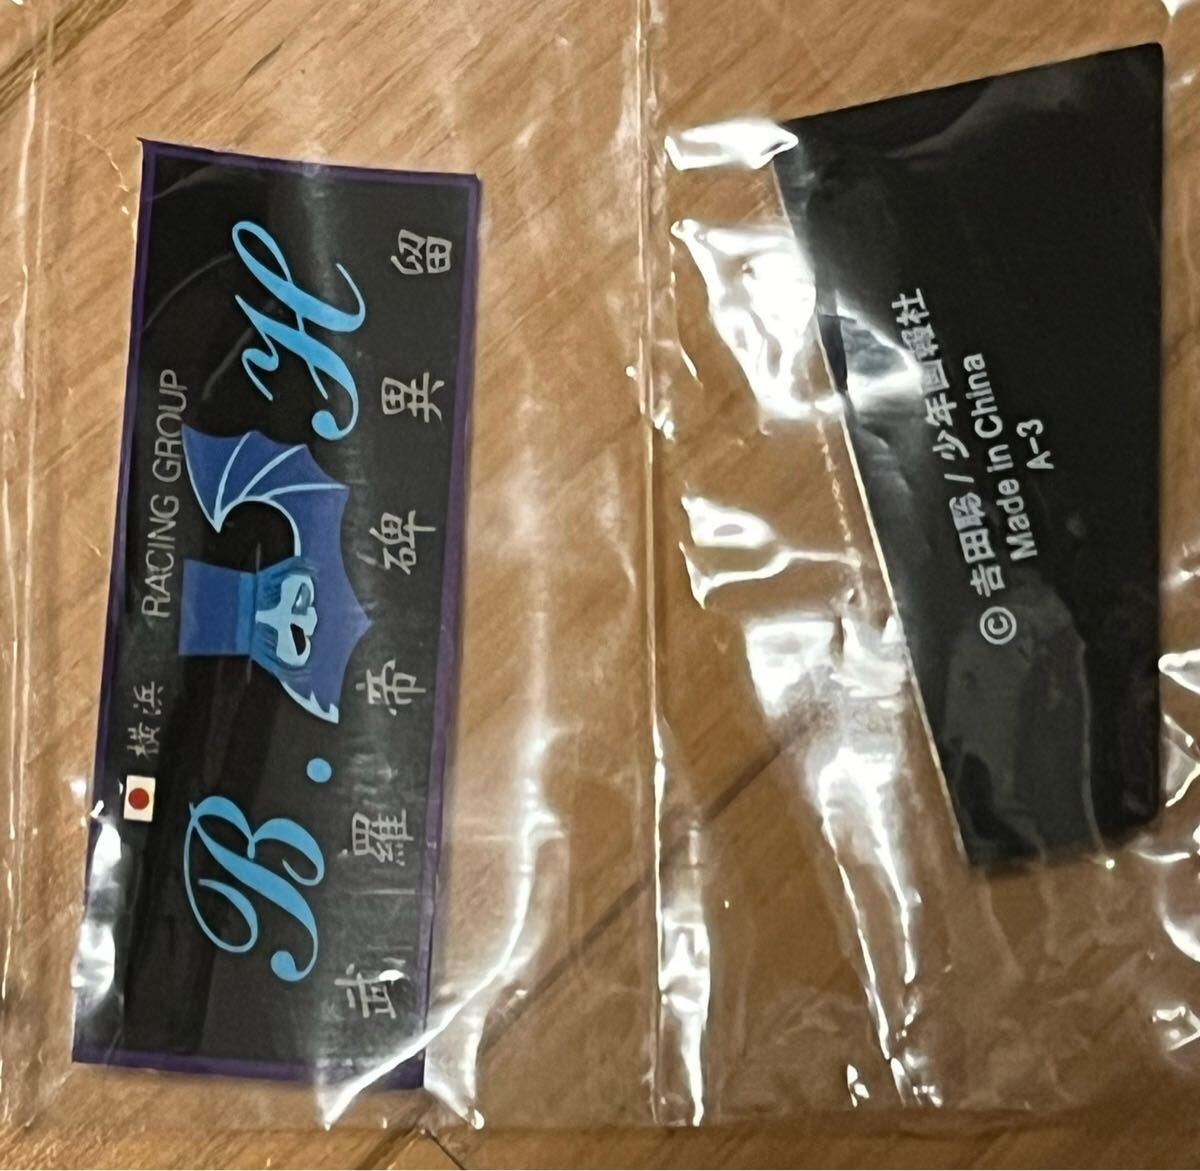 横浜 RACING GROUP
B. H
武羅帝碑異留
© 吉田聡 / 少年画報社
Made in China
A-3